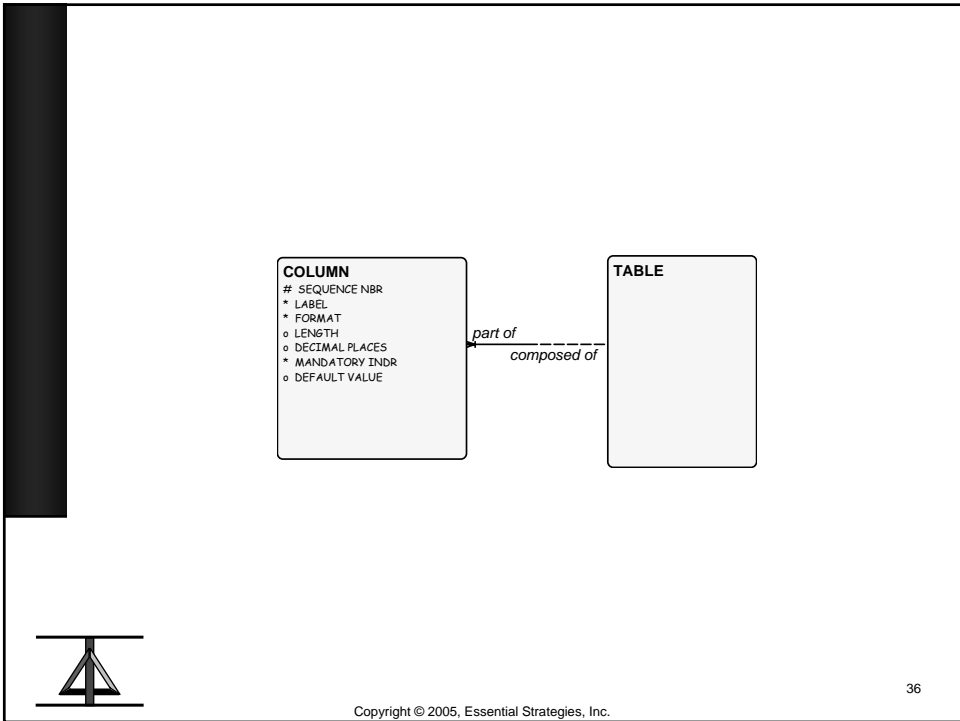 COLUMN
# SEQUENCE NBR
* LABEL
* FORMAT
o LENGTH
o DECIMAL PLACES
* MANDATORY INDR
o DEFAULT VALUE
part of
composed of
TABLE
36
Copyright © 2005, Essential Strategies, Inc.